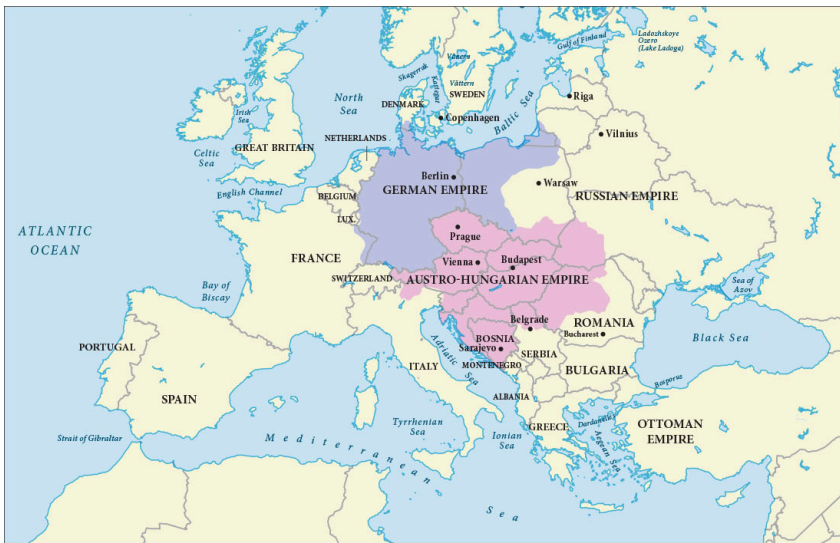 Ladozhskoye
Ozero
(Lake Ladoga)
Gulf of Finland
Vänern
Skagerrak
Kattegat
Vättern
SWEDEN
North
Sea
DENMARK
Copenhagen
Baltic Sea
Riga
Vilnius
Irish
Sea
GREAT BRITAIN
NETHERLANDS
Celtic
Sea
English Channel
Berlin
GERMAN EMPIRE
Warsaw
RUSSIAN EMPIRE
BELGIUM
LUX.
ATLANTIC
OCEAN
Prague
FRANCE
Vienna
Budapest
SWITZERLAND
AUSTRO-HUNGARIAN EMPIRE
Bay of
Biscay
Sea of
Azov
Belgrade
ROMANIA
Bucharest
Black Sea
BOSNIA
Sarajevo
SERBIA
PORTUGAL
ITALY
Adriatic Sea
MONTENEGRO
BULGARIA
SPAIN
ALBANIA
Bosporus
Tyrrhenian
Sea
Strait of Gibraltar
Ionian
Sea
GREECE
Dardanelles
Aegean Sea
OTTOMAN
EMPIRE
Mediterranean
Sea